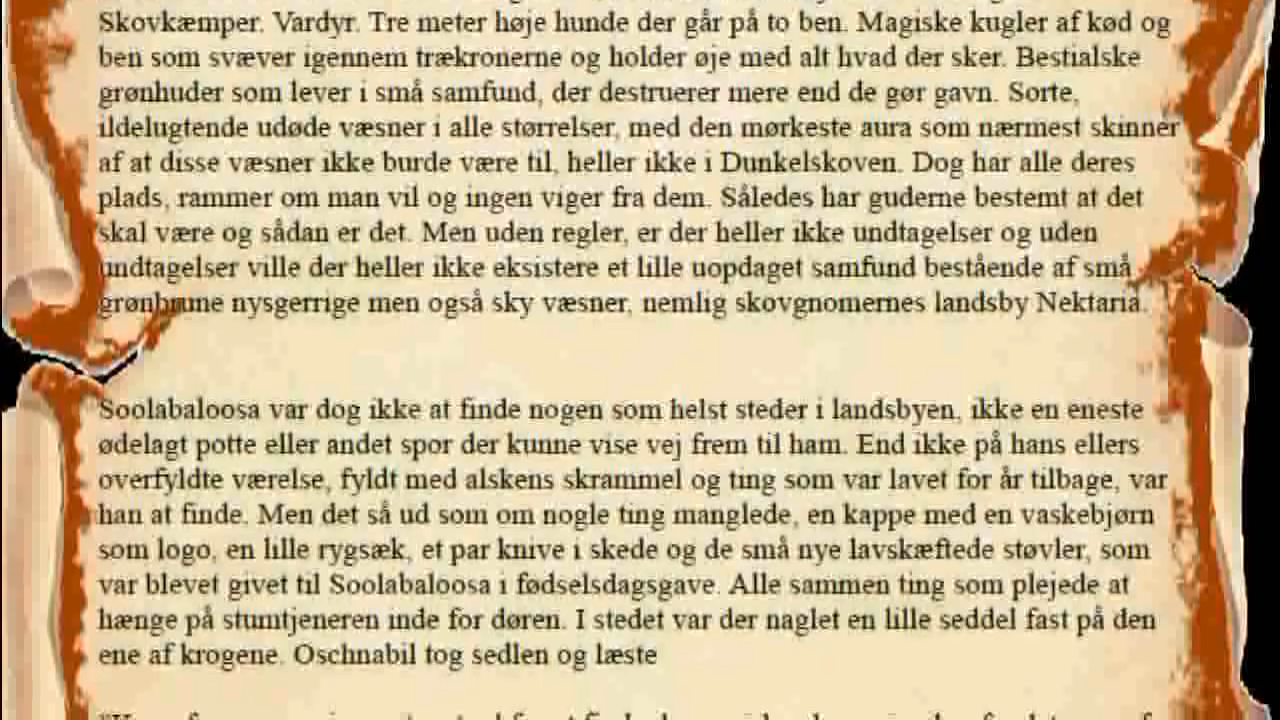 Skovkæmper. Vardyr. Tre meter høje hunde der går på to ben. Magiske kugler af kød og
ben som svæver igennem trækronerne og holder øje med alt hvad der sker. Bestialske
grønhuder som lever i små samfund, der destruerer mere end de gør gavn. Sorte,
ildelugtende udøde væsner i alle størrelser, med den mørkeste aura som nærmest skinner
af at disse væsner ikke burde være til, heller ikke i Dunkelskoven. Dog har alle deres
plads, rammer om man vil og ingen viger fra dem. Således har guderne bestemt at det
skal være og sådan er det. Men uden regler, er der heller ikke undtagelser og uden
undtagelser ville der heller ikke eksistere et lille uopdaget samfund bestående af små
grønbrune nysgerrige men også sky væsner, nemlig skovgnomernes landsby Nektaria.
Soolabaloosa var dog ikke at finde nogen som helst steder i landsbyen, ikke en eneste
ødelagt potte eller andet spor der kunne vise vej frem til ham. End ikke på hans ellers
overfyldte værelse, fyldt med alskens skrammel og ting som var lavet for år tilbage, var
han at finde. Men det så ud som om nogle ting manglede, en kappe med en vaskebjørn
som logo, en lille rygsæk, et par knive i skede og de små nye lavskæftede støvler, som
var blevet givet til Soolabaloosa i fødselsdagsgave. Alle sammen ting som plejede at
hænge på stumtjeneren inde for døren. I stedet var der naglet en lille seddel fast på den
ene af krogene. Oschnabil tog sedlen og læste